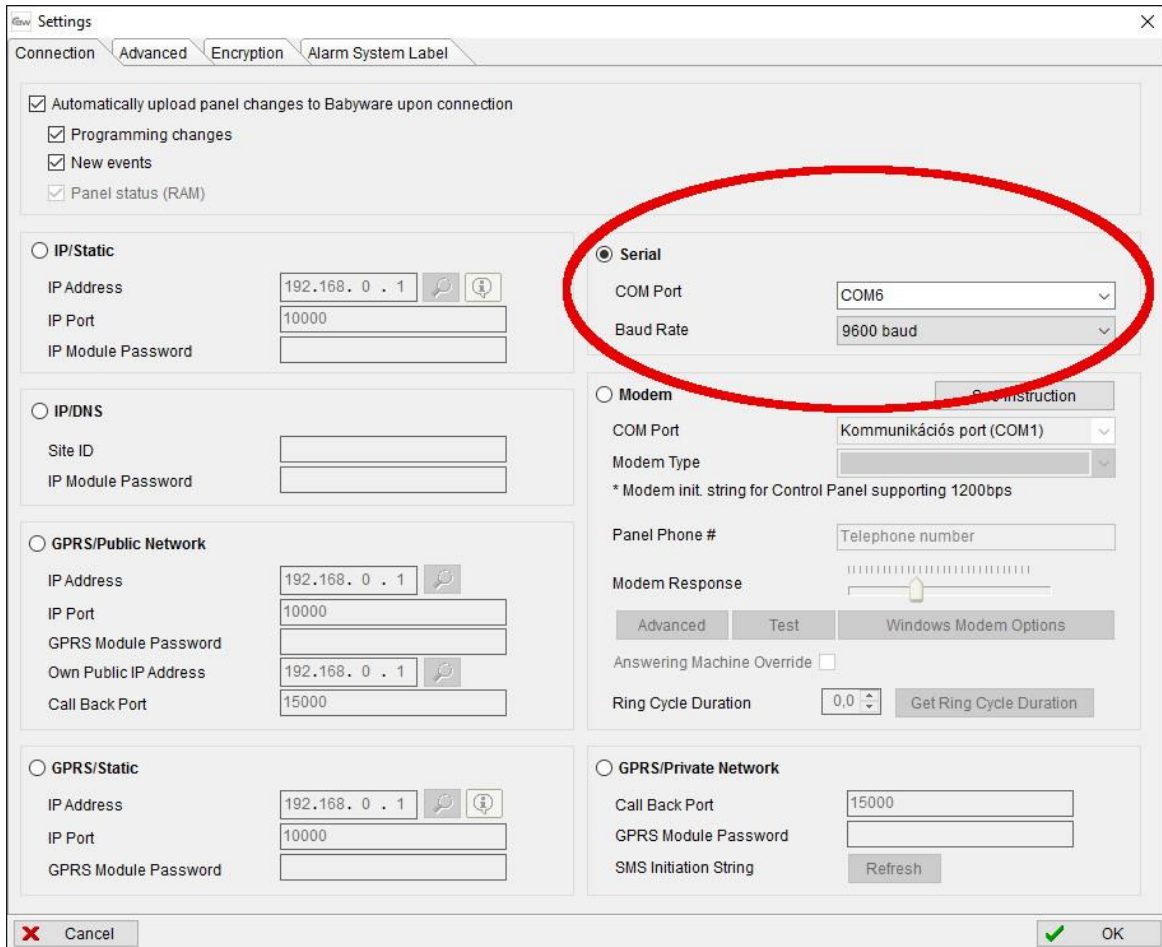 Settings
Connection
Advanced
Encryption
Alarm System Label
Automatically upload panel changes to Babyware upon connection
Programming changes
New events
Panel status (RAM)
IP/Static
IP Address 192.168. 0 . 1
IP Port 10000
IP Module Password
IP/DNS
Site ID
IP Module Password
GPRS/Public Network
IP Address 192.168. 0 . 1
IP Port 10000
GPRS Module Password
Own Public IP Address 192.168. 0 . 1
Call Back Port 15000
GPRS/Static
IP Address 192.168. 0 . 1
IP Port 10000
GPRS Module Password
Serial
COM Port COM6
Baud Rate 9600 baud
Modem
COM Port Kommunikációs port (COM1)
Modem Type
* Modem init. string for Control Panel supporting 1200bps
Panel Phone # Telephone number
Modem Response
Advanced Test Windows Modem Options
Answering Machine Override
Ring Cycle Duration 0,0 Get Ring Cycle Duration
GPRS/Private Network
Call Back Port 15000
GPRS Module Password
SMS Initiation String Refresh
Cancel
OK